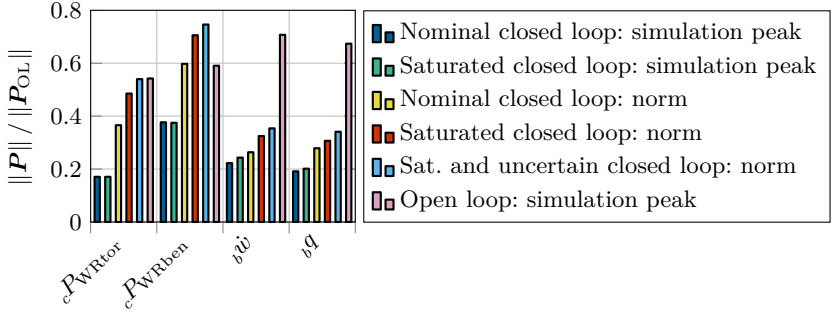 0.8
0.6
0.4
0.2
0
‖P‖ / ‖P_OL‖
cP_WRtor
cP_WRben
bẇ
bq
Nominal closed loop: simulation peak
Saturated closed loop: simulation peak
Nominal closed loop: norm
Saturated closed loop: norm
Sat. and uncertain closed loop: norm
Open loop: simulation peak